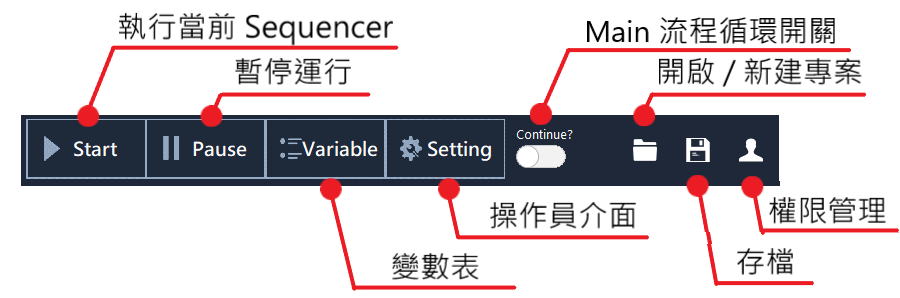 執行當前 Sequencer
Main 流程循環開關
暫停運行
開啟 / 新建專案
Start
Pause
Variable
Setting
Continue?
操作員介面
權限管理
變數表
存檔